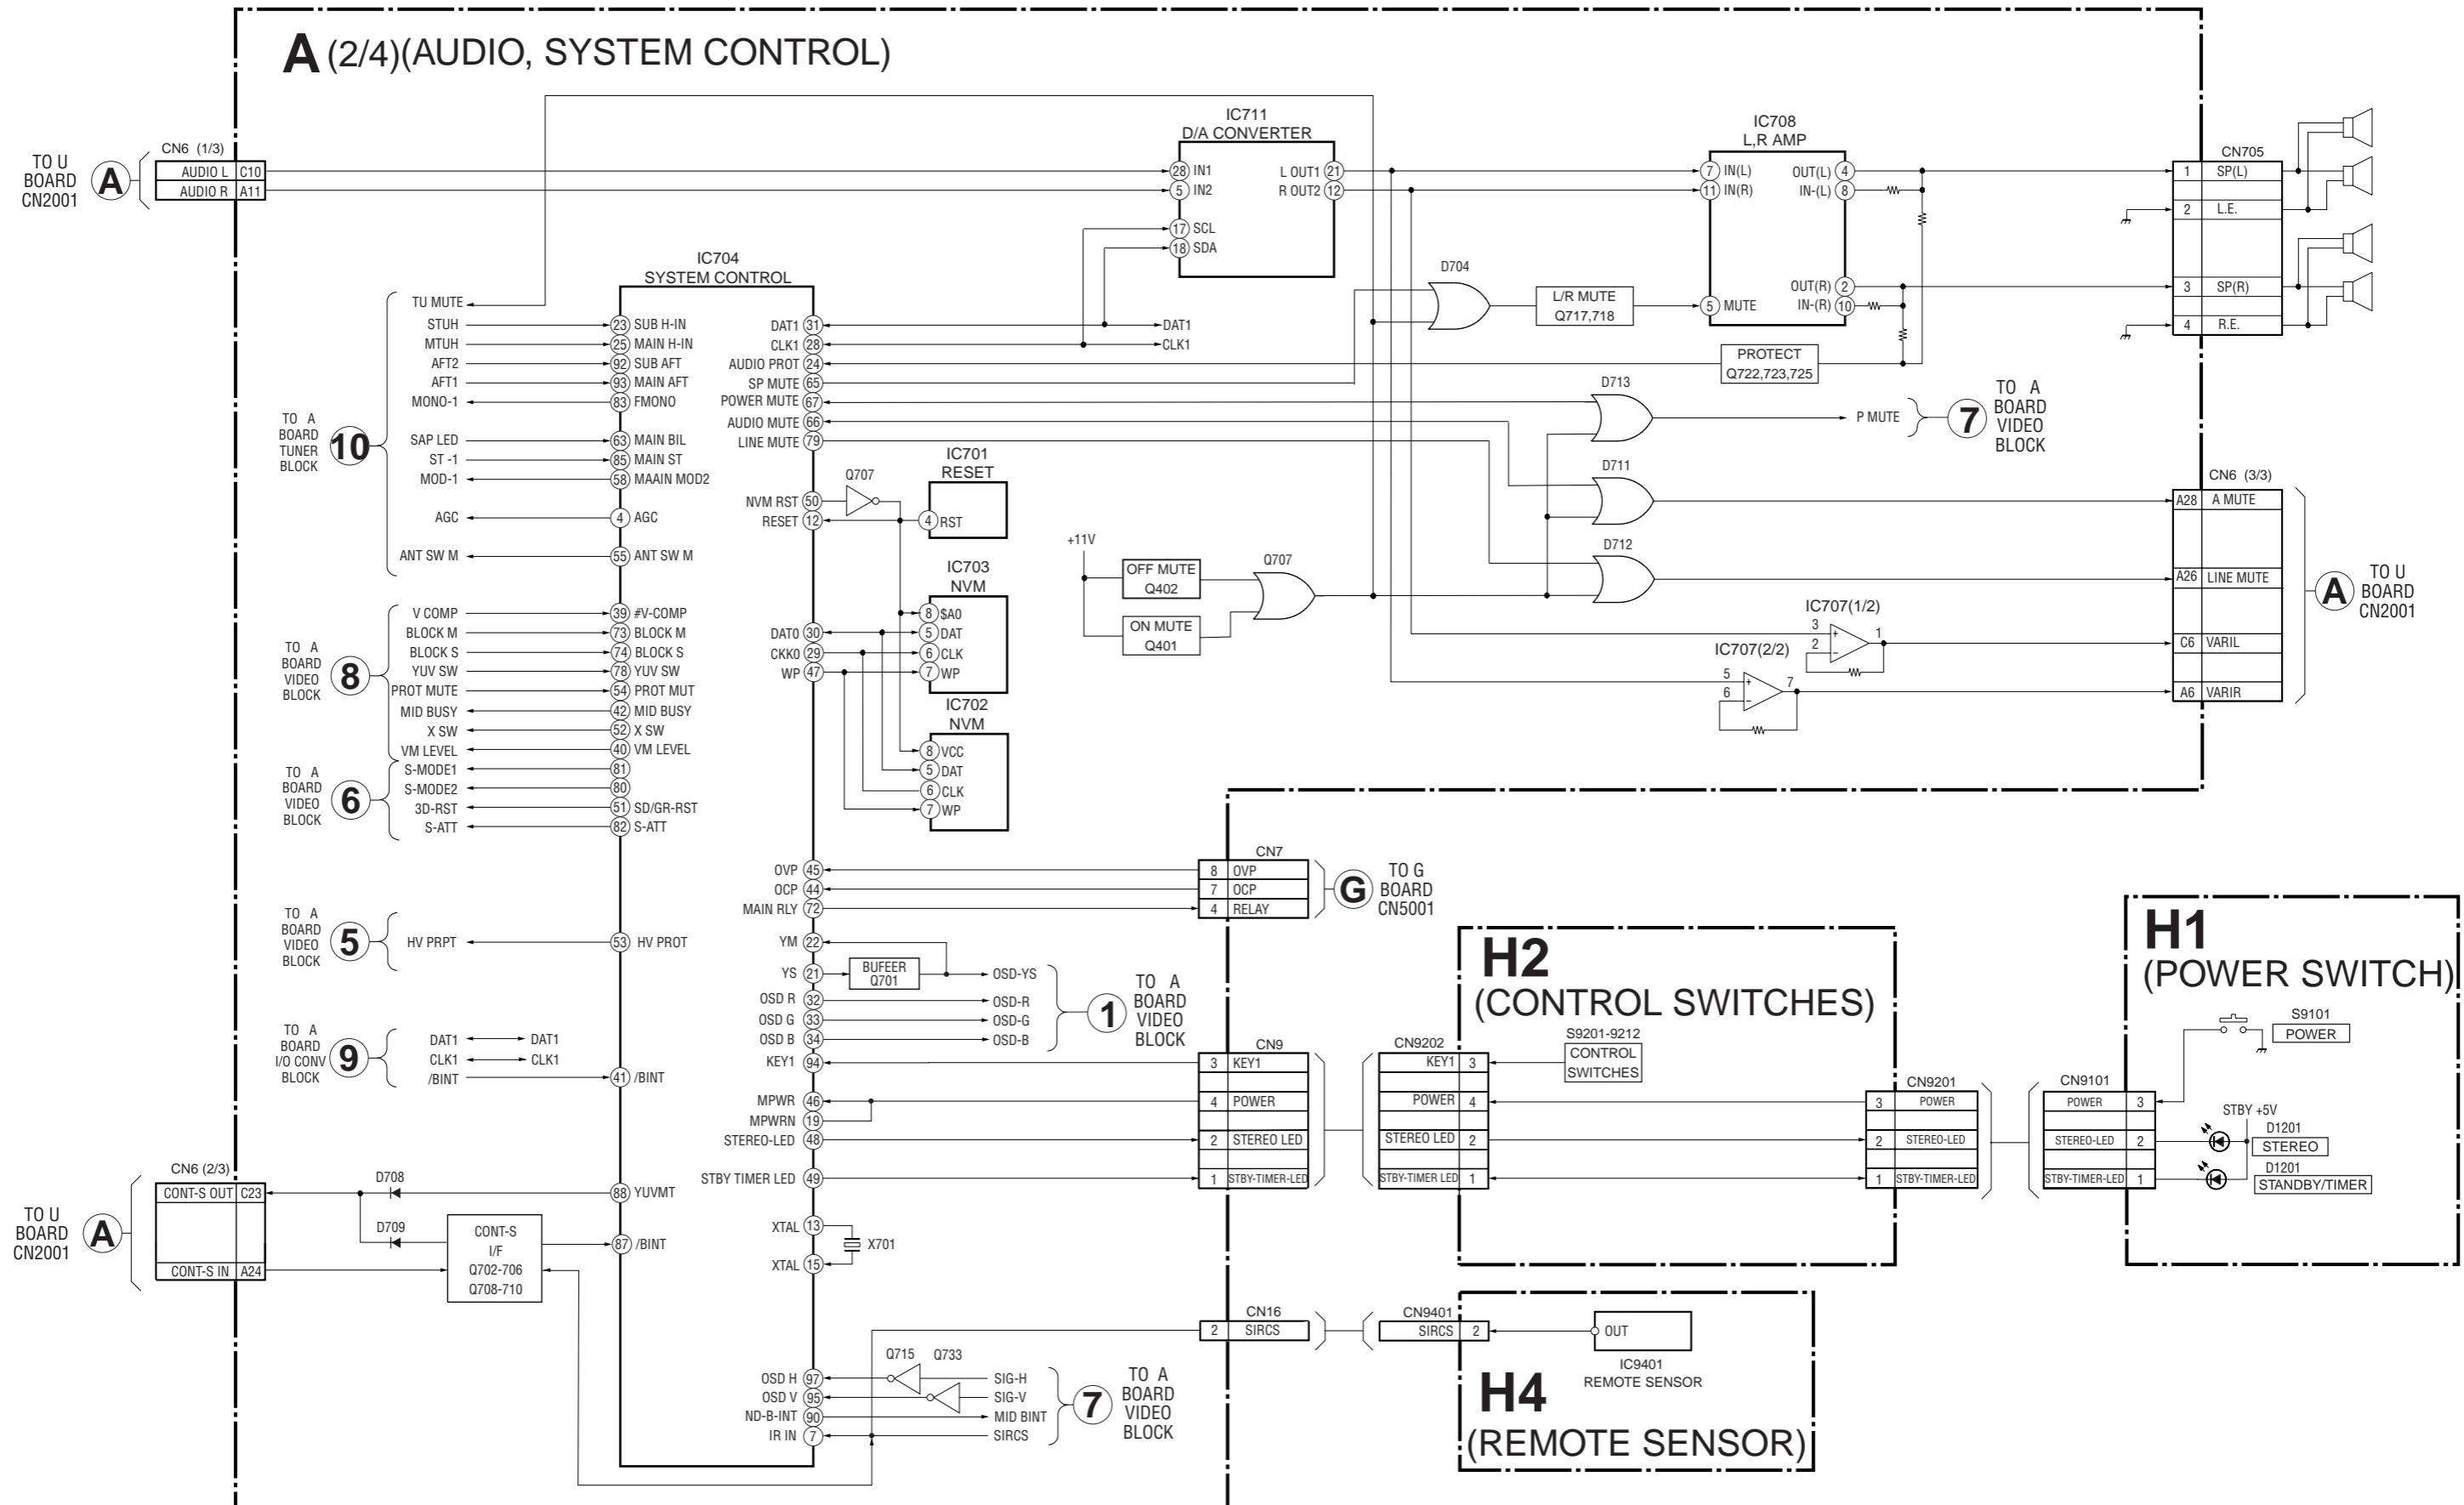 A (2/4)(AUDIO, SYSTEM CONTROL)
TO U
BOARD
CN2001
A
CN6 (1/3)
AUDIO L C10
AUDIO R A11
IC711
D/A CONVERTER
28 IN1
5 IN2
17 SCL
18 SDA
L OUT1 21
R OUT2 12
IC708
L,R AMP
7 IN(L)
11 IN(R)
5 MUTE
OUT(L) 4
IN-(L) 8
OUT(R) 2
IN-(R) 10
CN705
1 SP(L)
2 L.E.
3 SP(R)
4 R.E.
D704
L/R MUTE
Q717,718
PROTECT
Q722,723,725
IC704
SYSTEM CONTROL
TO A
BOARD
TUNER
BLOCK
10
TU MUTE
STUH 23 SUB H-IN
MTUH 25 MAIN H-IN
AFT2 92 SUB AFT
AFT1 93 MAIN AFT
MONO-1 83 FMONO
SAP LED 63 MAIN BIL
ST -1 85 MAIN ST
MOD-1 58 MAAIN MOD2
AGC 4 AGC
ANT SW M 55 ANT SW M
DAT1 31 DAT1
CLK1 28 CLK1
AUDIO PROT 24
SP MUTE 65
POWER MUTE 67
AUDIO MUTE 66
LINE MUTE 79
D713
P MUTE
7
TO A
BOARD
VIDEO
BLOCK
D711
D712
Q707
NVM RST 50
RESET 12
IC701
RESET
4 RST
IC703
NVM
8 $A0
5 DAT
6 CLK
7 WP
DAT0 30
CKK0 29
WP 47
IC702
NVM
8 VCC
5 DAT
6 CLK
7 WP
+11V
OFF MUTE
Q402
ON MUTE
Q401
Q707
IC707(1/2)
3 + 1
2 −
IC707(2/2)
5 + 7
6 −
CN6 (3/3)
A28 A MUTE
A26 LINE MUTE
C6 VARIL
A6 VARIR
A
TO U
BOARD
CN2001
TO A
BOARD
VIDEO
BLOCK
8
V COMP 39 #V-COMP
BLOCK M 73 BLOCK M
BLOCK S 74 BLOCK S
YUV SW 78 YUV SW
PROT MUTE 54 PROT MUT
MID BUSY 42 MID BUSY
X SW 52 X SW
VM LEVEL 40 VM LEVEL
TO A
BOARD
VIDEO
BLOCK
6
S-MODE1 81
S-MODE2 80
3D-RST 51 SD/GR-RST
S-ATT 82 S-ATT
OVP 45
OCP 44
MAIN RLY 72
CN7
8 OVP
7 OCP
4 RELAY
G
TO G
BOARD
CN5001
TO A
BOARD
VIDEO
BLOCK
5
HV PRPT 53 HV PROT
YM 22
YS 21
BUFEER
Q701
OSD-YS
OSD R 32 OSD-R
OSD G 33 OSD-G
OSD B 34 OSD-B
1
TO A
BOARD
VIDEO
BLOCK
TO A
BOARD
I/O CONV
BLOCK
9
DAT1 DAT1
CLK1 CLK1
/BINT 41 /BINT
KEY1 94
MPWR 46
MPWRN 19
STEREO-LED 48
STBY TIMER LED 49
CN9
3 KEY1
4 POWER
2 STEREO LED
1 STBY-TIMER-LED
H2
(CONTROL SWITCHES)
CN9202
KEY1 3
POWER 4
STEREO LED 2
STBY-TIMER LED 1
S9201-9212
CONTROL
SWITCHES
CN9201
3 POWER
2 STEREO-LED
1 STBY-TIMER-LED
H1
(POWER SWITCH)
CN9101
POWER 3
STEREO-LED 2
STBY-TIMER-LED 1
S9101
POWER
STBY +5V
D1201
STEREO
D1201
STANDBY/TIMER
TO U
BOARD
CN2001
A
CN6 (2/3)
CONT-S OUT C23
CONT-S IN A24
D708
D709
CONT-S
I/F
Q702-706
Q708-710
88 YUVMT
87 /BINT
XTAL 13
XTAL 15
X701
CN16
2 SIRCS
CN9401
SIRCS 2
OUT
IC9401
REMOTE SENSOR
H4
(REMOTE SENSOR)
Q715 Q733
OSD H 97 SIG-H
OSD V 95 SIG-V
ND-B-INT 90 MID BINT
IR IN 7 SIRCS
7
TO A
BOARD
VIDEO
BLOCK